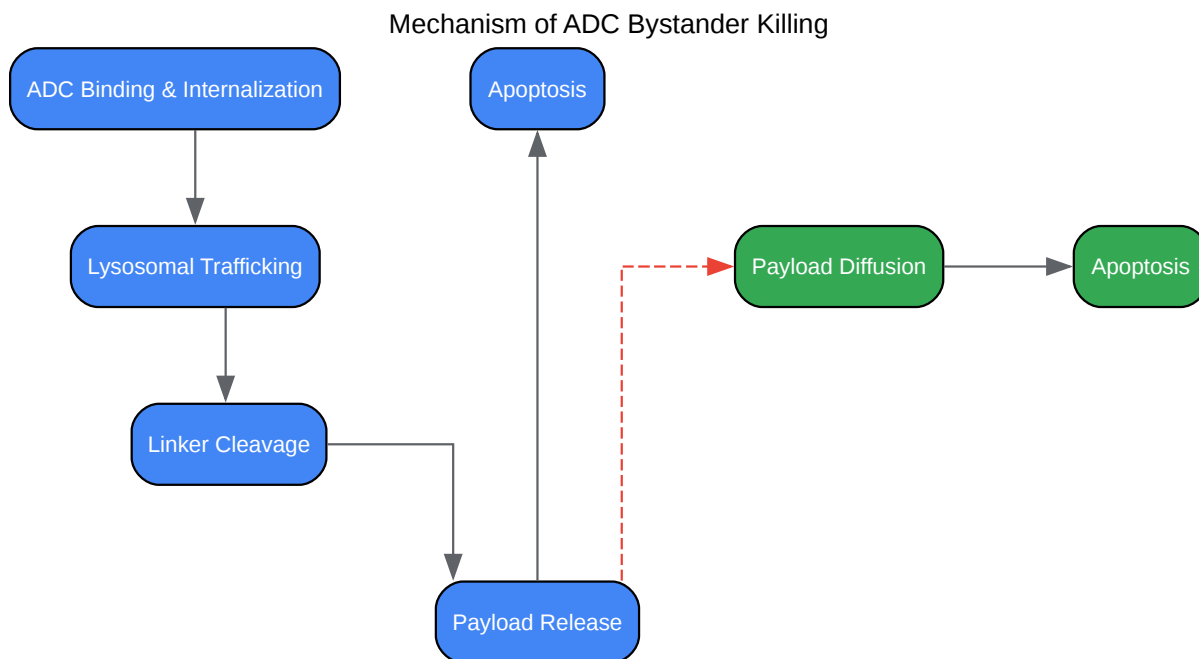 Mechanism of ADC Bystander Killing
ADC Binding & Internalization
Apoptosis
Lysosomal Trafficking
Payload Diffusion
Apoptosis
Linker Cleavage
Payload Release